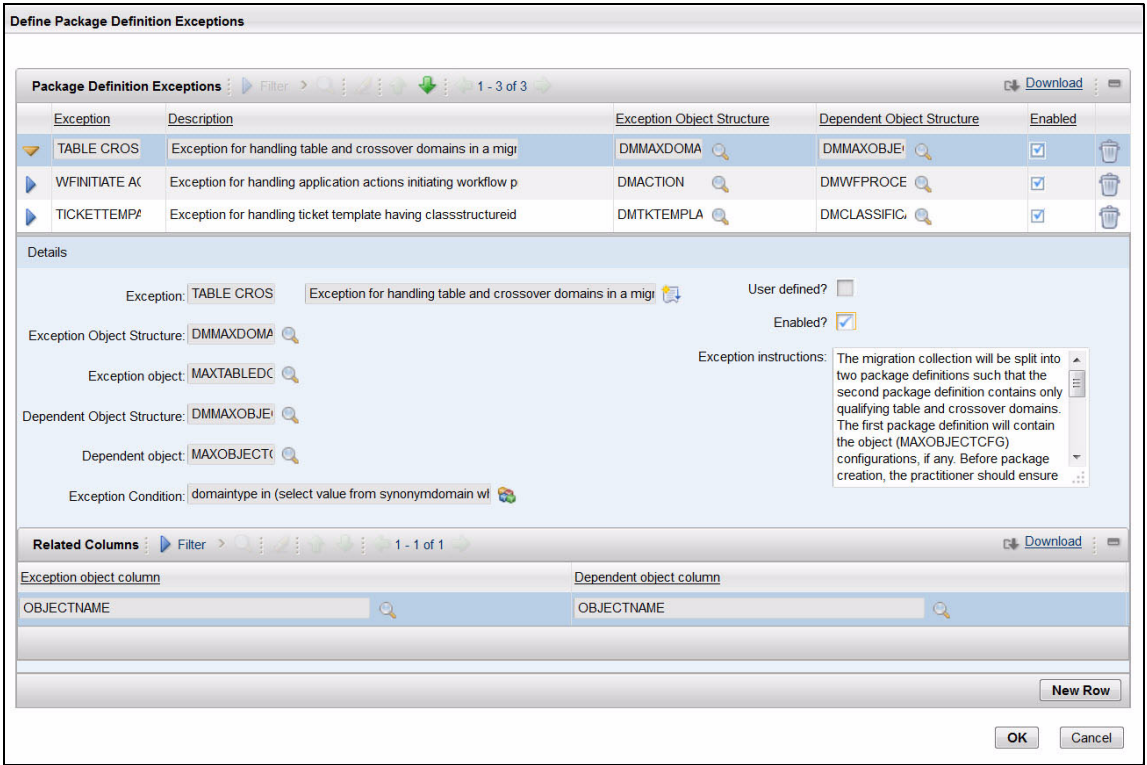 Define Package Definition Exceptions
Package Definition Exceptions Filter 1 - 3 of 3 Download
Exception Description Exception Object Structure Dependent Object Structure Enabled
TABLE CROS Exception for handling table and crossover domains in a migr DMMAXDOMA DMMAXOBJE
WFINITIATE AC Exception for handling application actions initiating workflow p DMACTION DMWFPROCE
TICKETTEMPA Exception for handling ticket template having classstructureid DMTKTEMPLA DMCLASSIFIC
Details
Exception: TABLE CROS Exception for handling table and crossover domains in a migr User defined?
Enabled?
Exception Object Structure: DMMAXDOMA
Exception object: MAXTABLEDO
Dependent Object Structure: DMMAXOBJE
Dependent object: MAXOBJECTC
Exception Condition: domaintype in (select value from synonymdomain wh
Exception instructions: The migration collection will be split into
two package definitions such that the
second package definition contains only
qualifying table and crossover domains.
The first package definition will contain
the object (MAXOBJECTCFG)
configurations, if any. Before package
creation, the practitioner should ensure
Related Columns Filter 1 - 1 of 1 Download
Exception object column Dependent object column
OBJECTNAME OBJECTNAME
New Row
OK Cancel